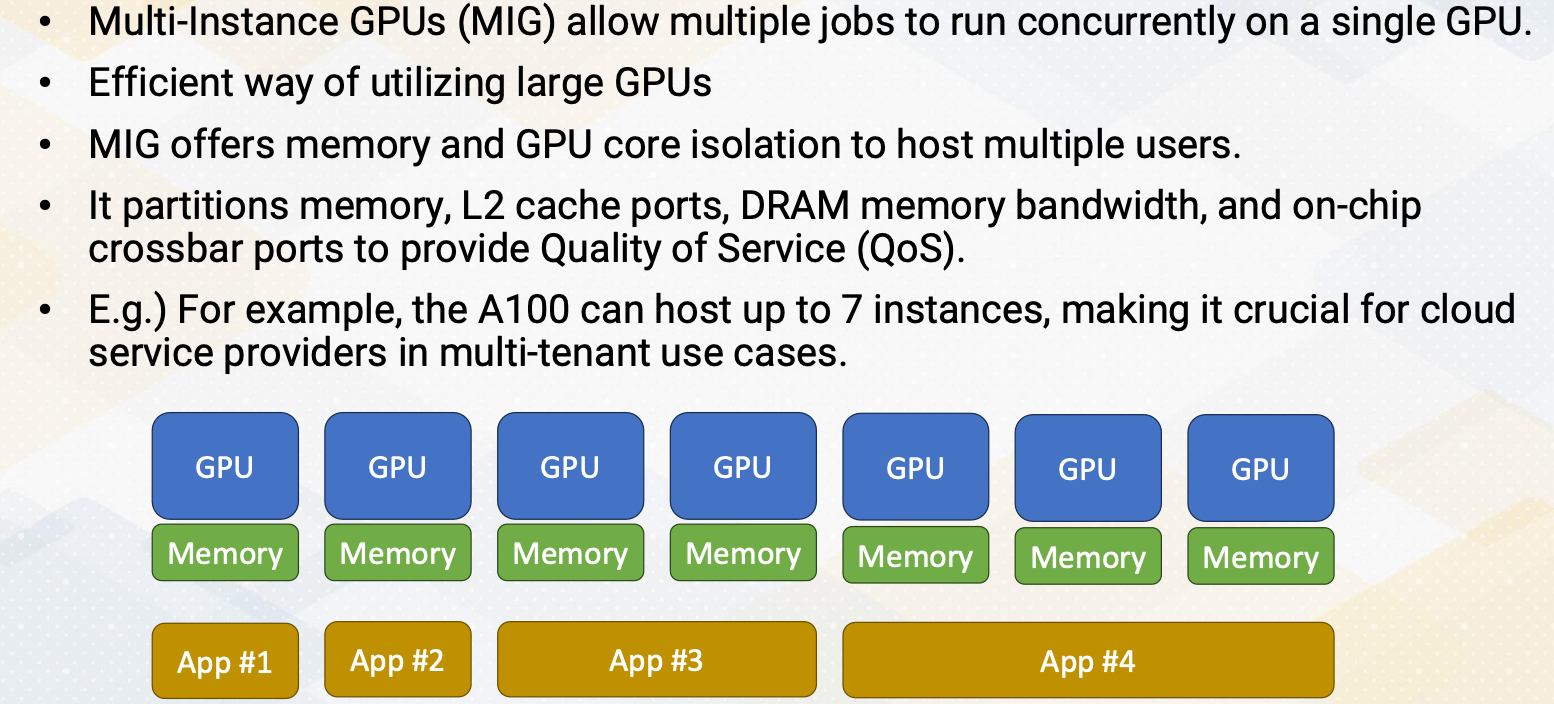 • Multi-Instance GPUs (MIG) allow multiple jobs to run concurrently on a single GPU.
• Efficient way of utilizing large GPUs
• MIG offers memory and GPU core isolation to host multiple users.
• It partitions memory, L2 cache ports, DRAM memory bandwidth, and on-chip
crossbar ports to provide Quality of Service (QoS).
• E.g.) For example, the A100 can host up to 7 instances, making it crucial for cloud
service providers in multi-tenant use cases.
GPU GPU GPU GPU GPU GPU GPU
Memory Memory Memory Memory Memory Memory Memory
App #1 App #2 App #3 App #4